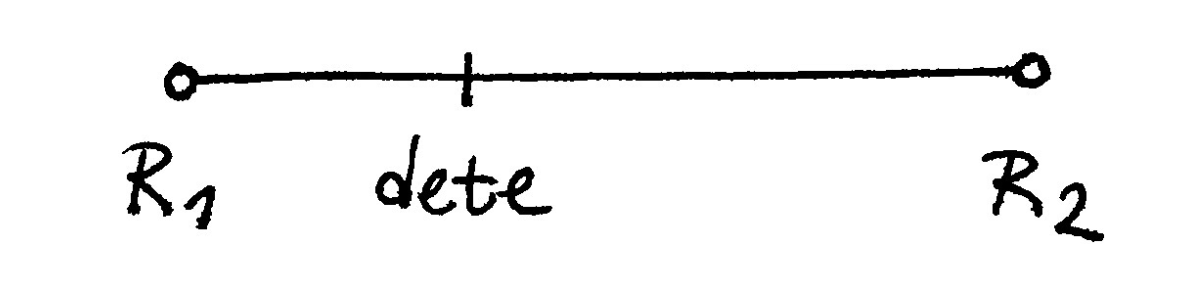 R₁ dete R₂